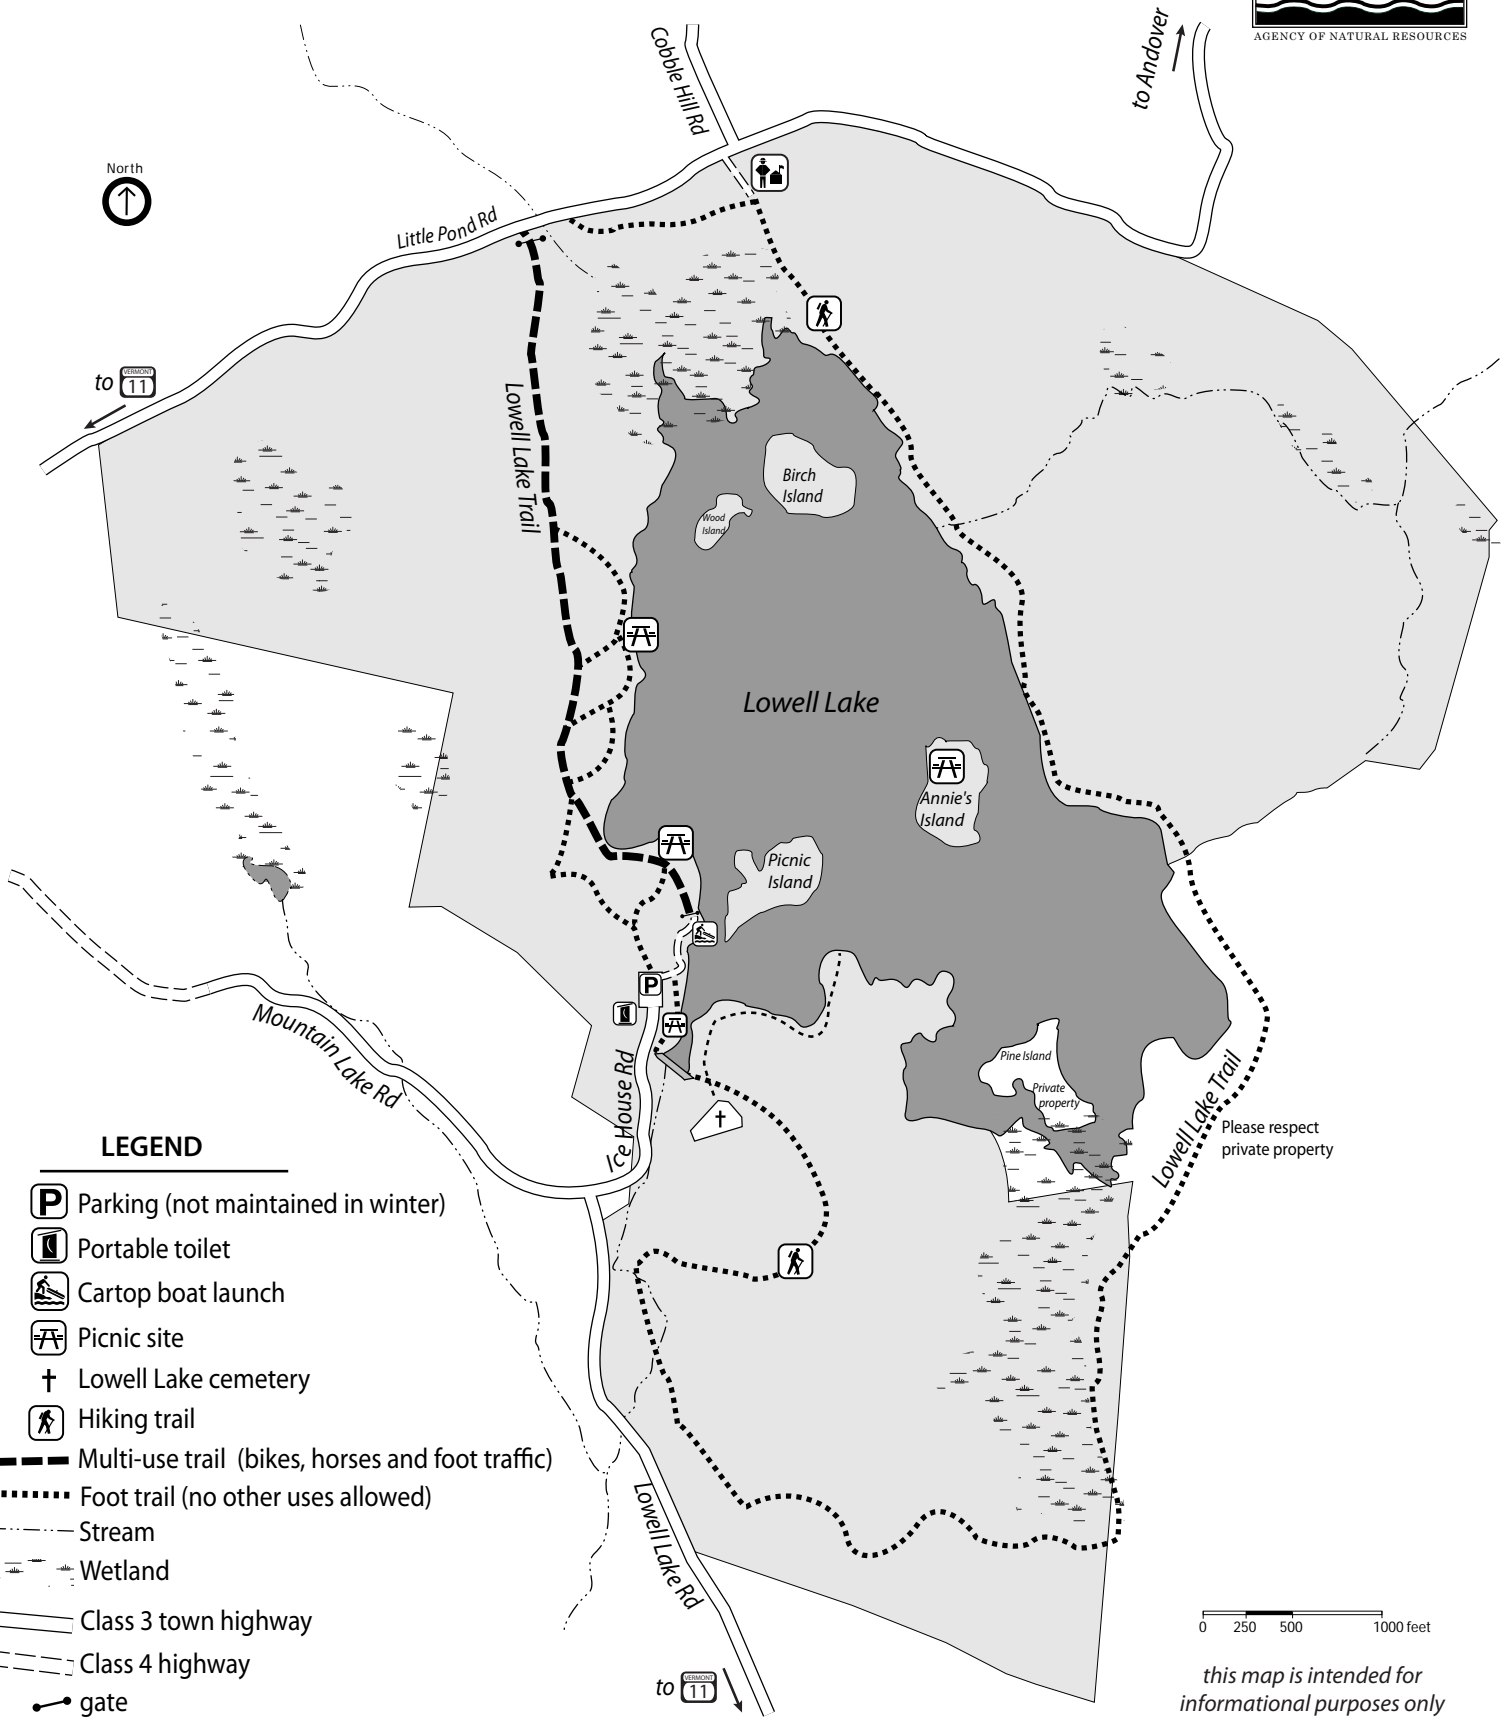 AGENCY OF NATURAL RESOURCES
to Andover
Cobble Hill Rd
North
Little Pond Rd
to VERMONT 11
Lowell Lake Trail
Birch
Island
Wood
Island
Lowell Lake
Annie's
Island
Picnic
Island
P
Mountain Lake Rd
Ice House Rd
Pine Island
Private
property
Lowell Lake Trail
Please respect
private property
LEGEND
P Parking (not maintained in winter)
Portable toilet
Cartop boat launch
Picnic site
Lowell Lake cemetery
Hiking trail
Multi-use trail (bikes, horses and foot traffic)
Foot trail (no other uses allowed)
Stream
Wetland
Class 3 town highway
Class 4 highway
gate
Lowell Lake Rd
to VERMONT 11
0 250 500 1000 feet
this map is intended for
informational purposes only